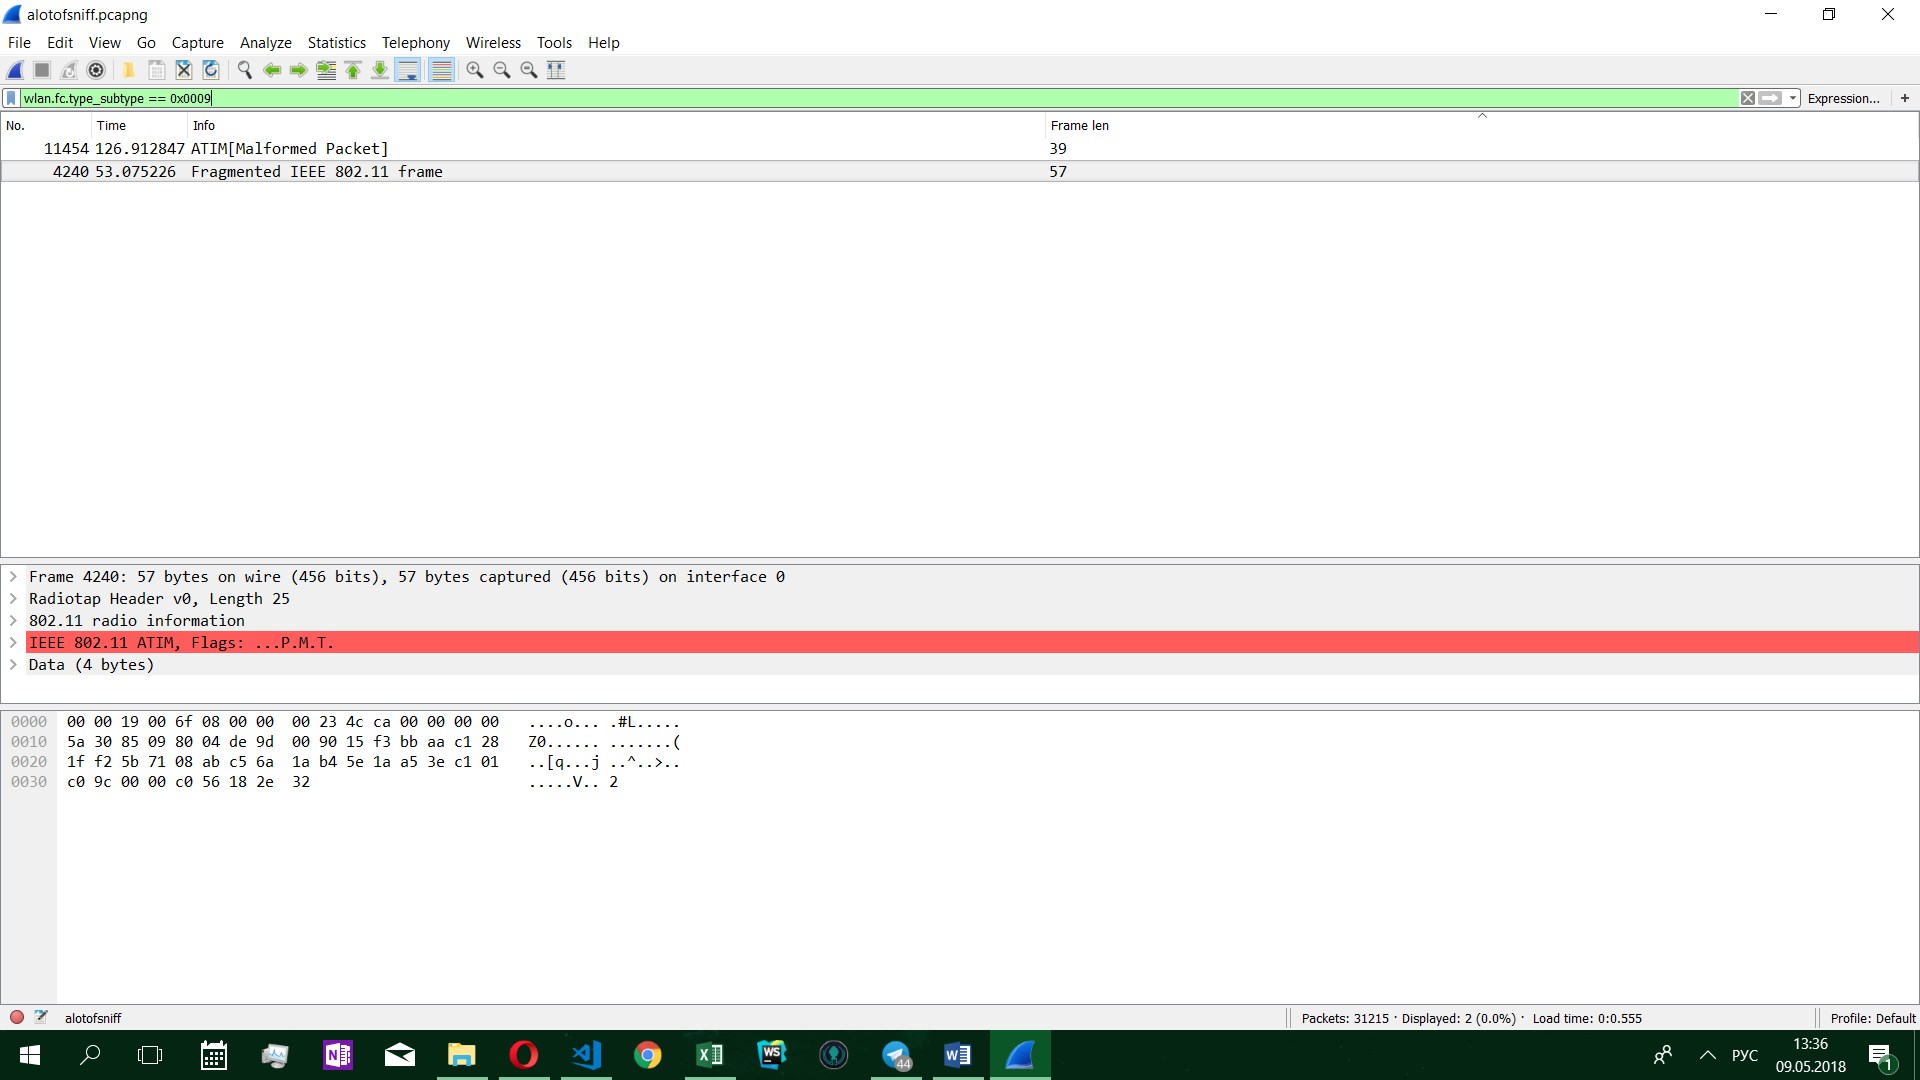 alotofsniff.pcapng
File Edit View Go Capture Analyze Statistics Telephony Wireless Tools Help
wlan.fc.type_subtype == 0x0009 Expression... +
No. Time Info Frame len
11454 126.912847 ATIM[Malformed Packet] 39
4240 53.075226 Fragmented IEEE 802.11 frame 57
Frame 4240: 57 bytes on wire (456 bits), 57 bytes captured (456 bits) on interface 0
Radiotap Header v0, Length 25
802.11 radio information
IEEE 802.11 ATIM, Flags: ...P.M.T.
Data (4 bytes)
0000 00 00 19 00 6f 08 00 00 00 23 4c ca 00 00 00 00 ....o... .#L.....
0010 5a 30 85 09 80 04 de 9d 00 90 15 f3 bb aa c1 28 Z0...... .......(
0020 1f f2 5b 71 08 ab c5 6a 1a b4 5e 1a a5 3e c1 01 ..[q...j ..^..>..
0030 c0 9c 00 00 c0 56 18 2e 32 .....V.. 2
alotofsniff Packets: 31215 · Displayed: 2 (0.0%) · Load time: 0:0.555 Profile: Default
N WS 44 W РУС 13:36
09.05.2018 1